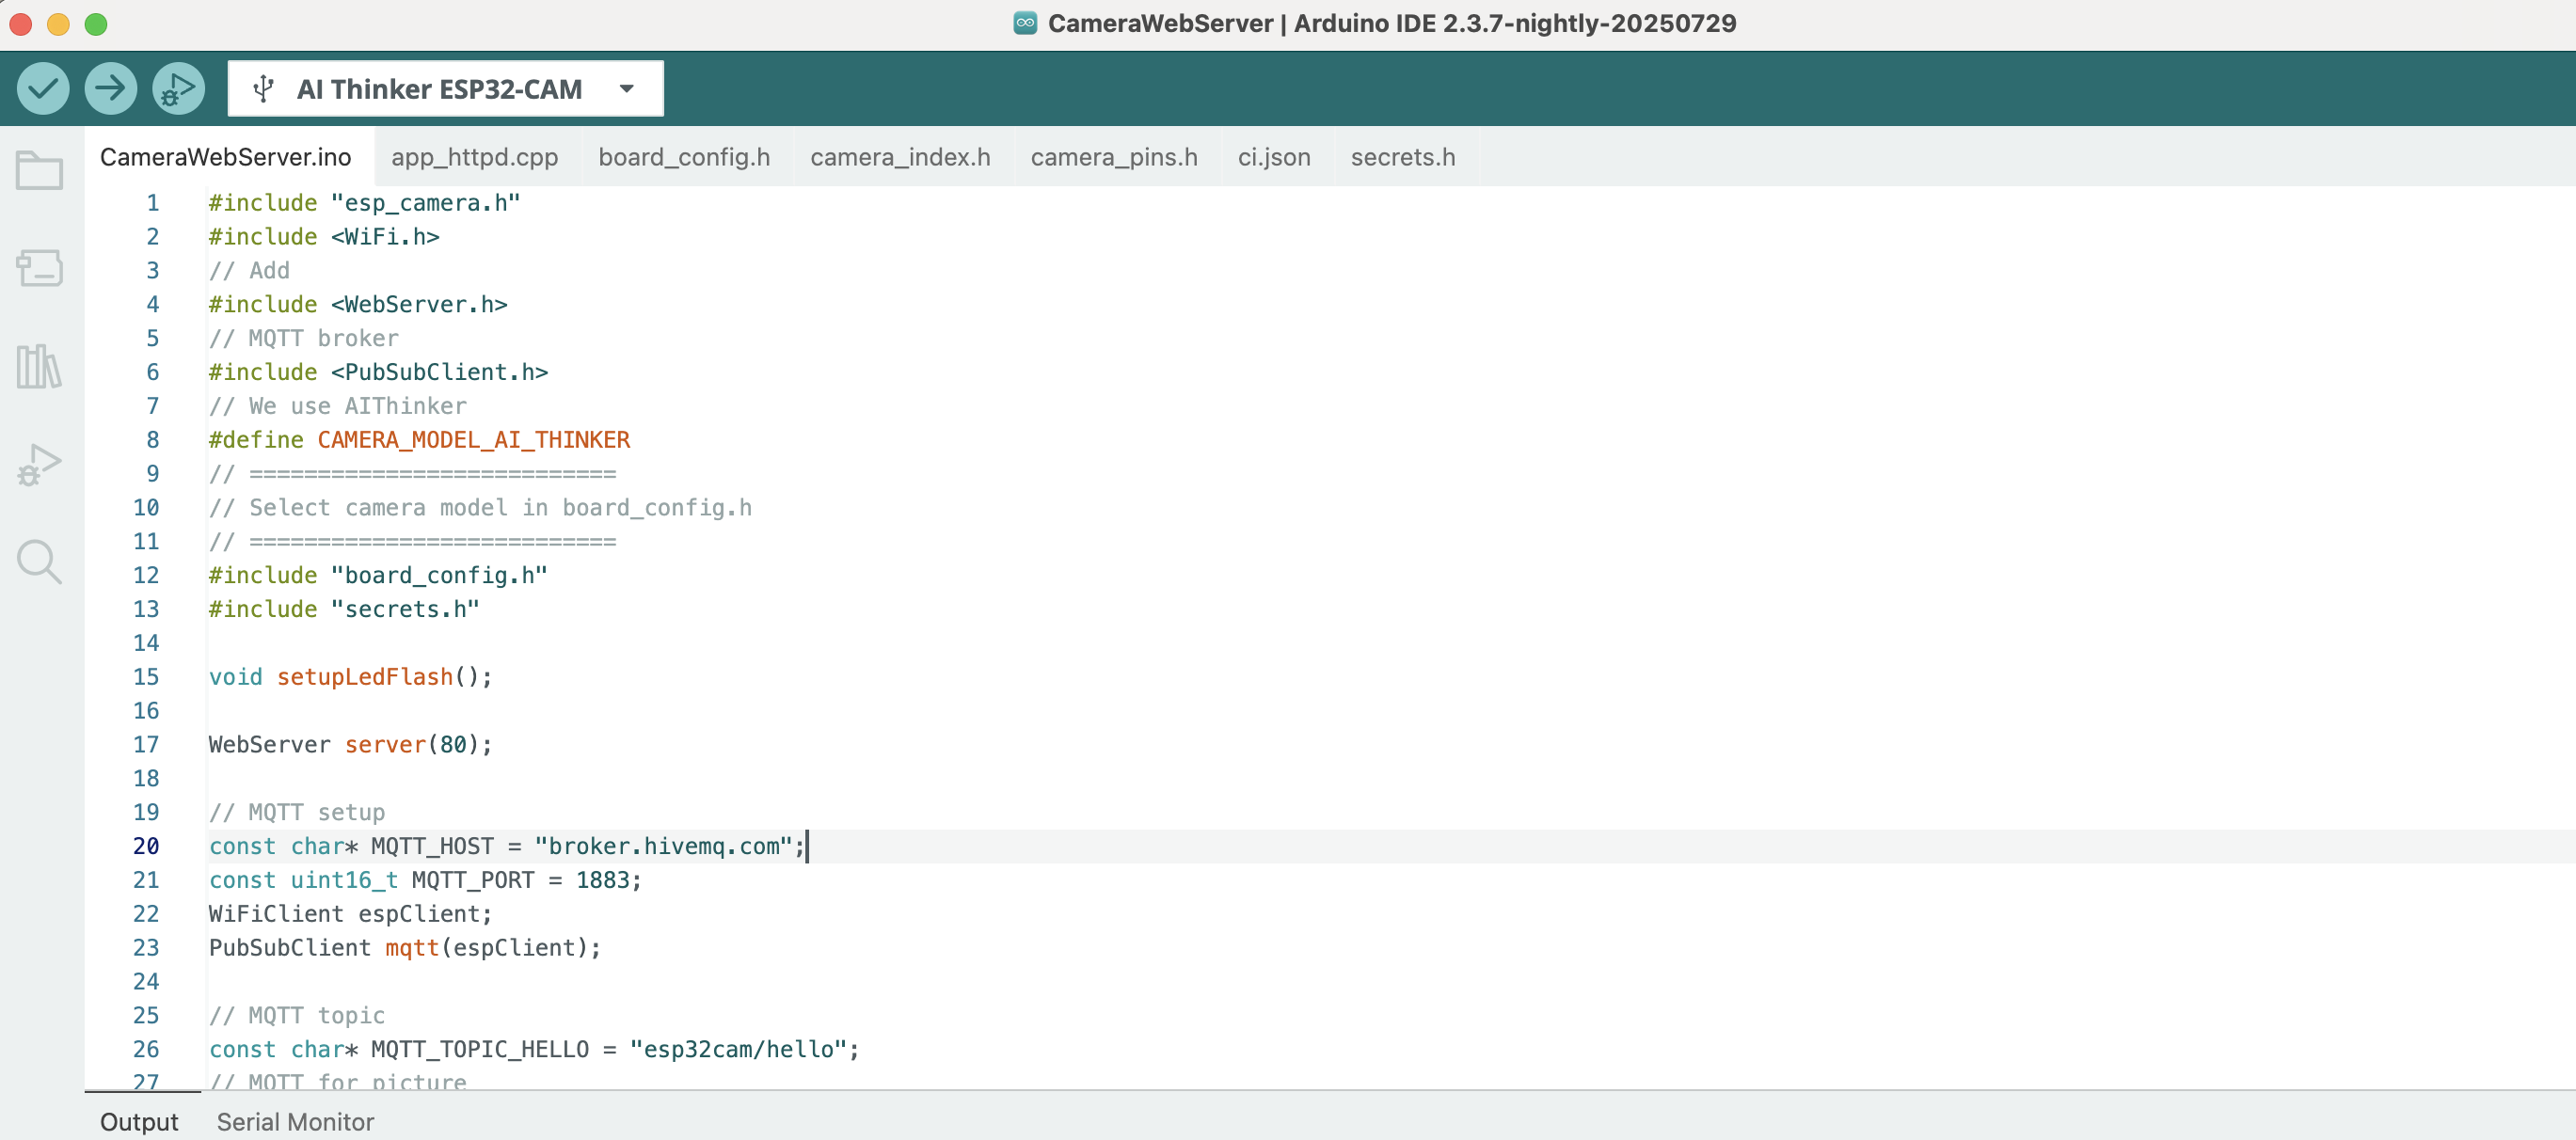 CameraWebServer | Arduino IDE 2.3.7-nightly-20250729
AI Thinker ESP32-CAM
CameraWebServer.ino app_httpd.cpp board_config.h camera_index.h camera_pins.h ci.json secrets.h
1 #include "esp_camera.h"
2 #include <WiFi.h>
3 // Add
4 #include <WebServer.h>
5 // MQTT broker
6 #include <PubSubClient.h>
7 // We use AIThinker
8 #define CAMERA_MODEL_AI_THINKER
9 // ===========================
10 // Select camera model in board_config.h
11 // ===========================
12 #include "board_config.h"
13 #include "secrets.h"
14
15 void setupLedFlash();
16
17 WebServer server(80);
18
19 // MQTT setup
20 const char* MQTT_HOST = "broker.hivemq.com";
21 const uint16_t MQTT_PORT = 1883;
22 WiFiClient espClient;
23 PubSubClient mqtt(espClient);
24
25 // MQTT topic
26 const char* MQTT_TOPIC_HELLO = "esp32cam/hello";
27 // MQTT for picture
Output Serial Monitor